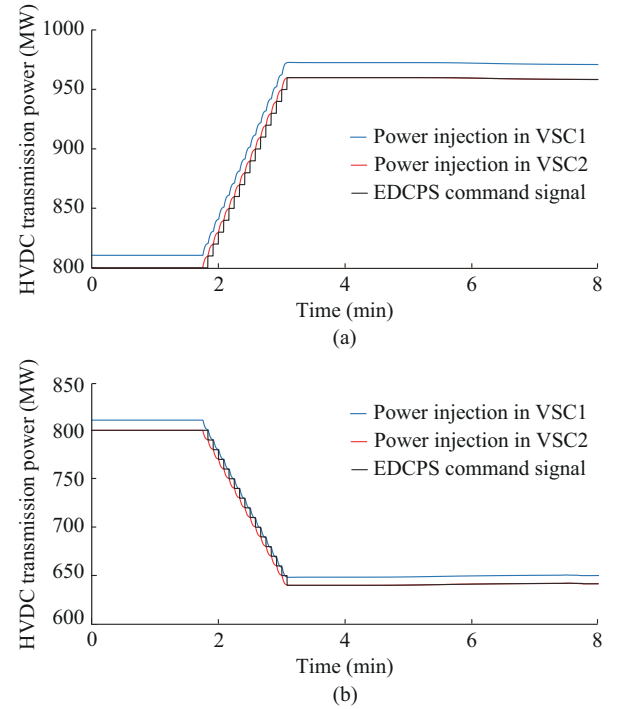 1000
950
900
850
800
HVDC transmission power (MW)
Power injection in VSC1
Power injection in VSC2
EDCPS command signal
0 2 4 6 8
Time (min)
(a)
850
800
750
700
650
600
HVDC transmission power (MW)
Power injection in VSC1
Power injection in VSC2
EDCPS command signal
0 2 4 6 8
Time (min)
(b)